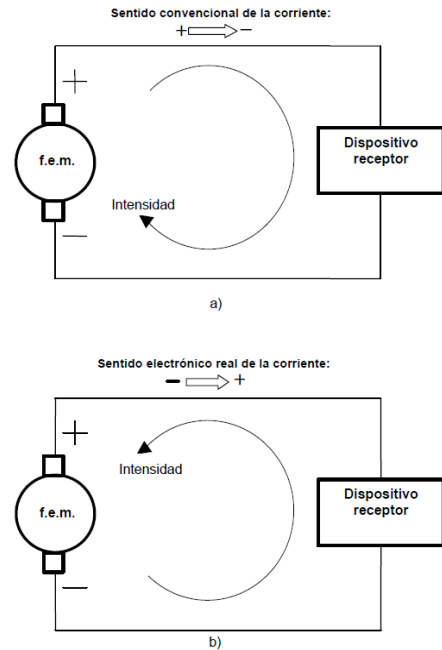 Sentido convencional de la corriente:
+ ⇨ −
+
f.e.m.
−
Intensidad
Dispositivo
receptor
a)
Sentido electrónico real de la corriente:
− ⇨ +
+
Intensidad
f.e.m.
−
Dispositivo
receptor
b)